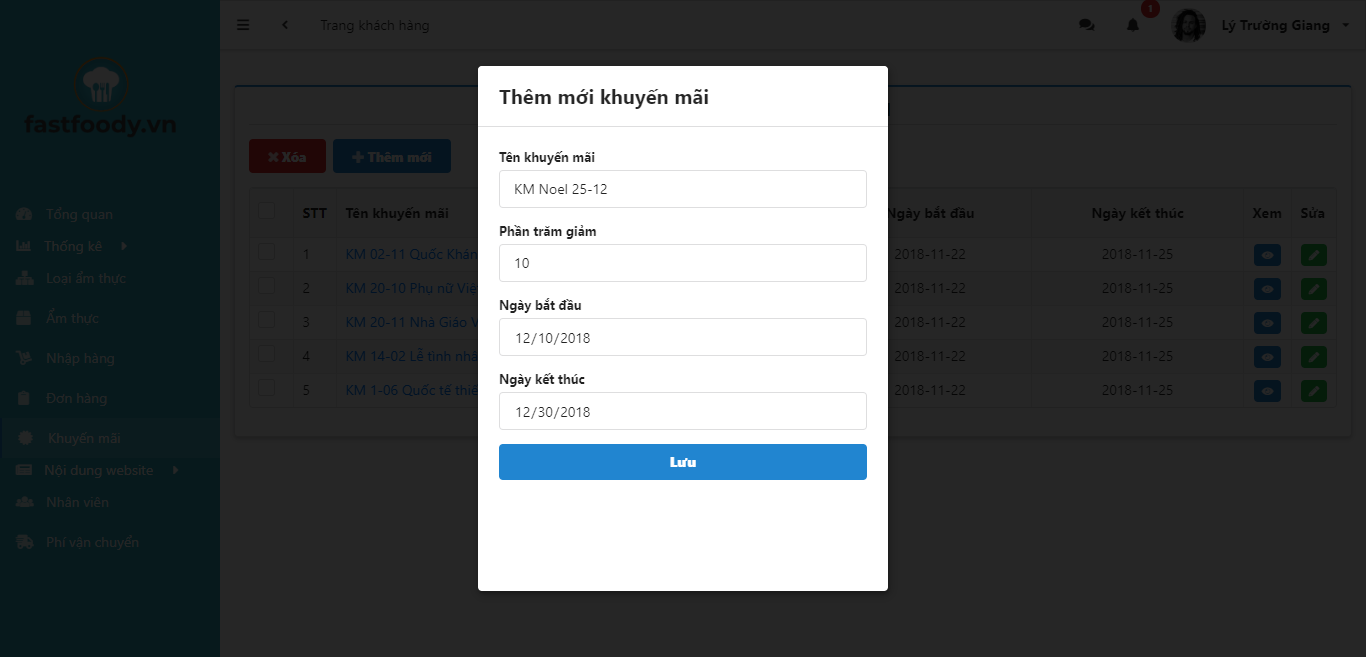 Trang khách hàng
1
Lý Trường Giang
fastfoody.vn
Tổng quan
Thống kê
Loại ẩm thực
Ẩm thực
Nhập hàng
Đơn hàng
Khuyến mãi
Nội dung website
Nhân viên
Phí vận chuyển
Xóa
Thêm mới
STT Tên khuyến mãi Ngày bắt đầu Ngày kết thúc Xem Sửa
1 KM 02-11 Quốc Khán 2018-11-22 2018-11-25
2 KM 20-10 Phụ nữ Việ 2018-11-22 2018-11-25
3 KM 20-11 Nhà Giáo V 2018-11-22 2018-11-25
4 KM 14-02 Lễ tình nhâ 2018-11-22 2018-11-25
5 KM 1-06 Quốc tế thiế 2018-11-22 2018-11-25
Thêm mới khuyến mãi
Tên khuyến mãi
KM Noel 25-12
Phần trăm giảm
10
Ngày bắt đầu
12/10/2018
Ngày kết thúc
12/30/2018
Lưu